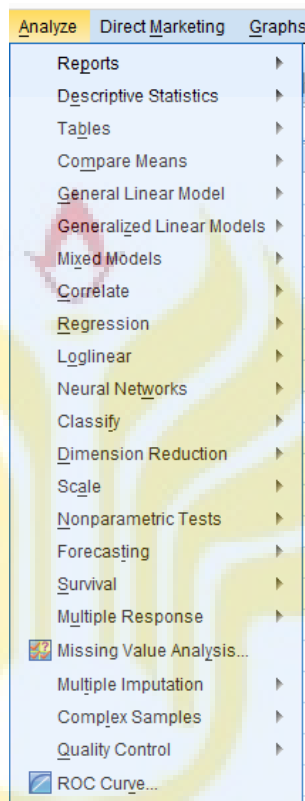 Analyze Direct Marketing Graphs
Reports
Descriptive Statistics
Tables
Compare Means
General Linear Model
Generalized Linear Models
Mixed Models
Correlate
Regression
Loglinear
Neural Networks
Classify
Dimension Reduction
Scale
Nonparametric Tests
Forecasting
Survival
Multiple Response
Missing Value Analysis...
Multiple Imputation
Complex Samples
Quality Control
ROC Curve...